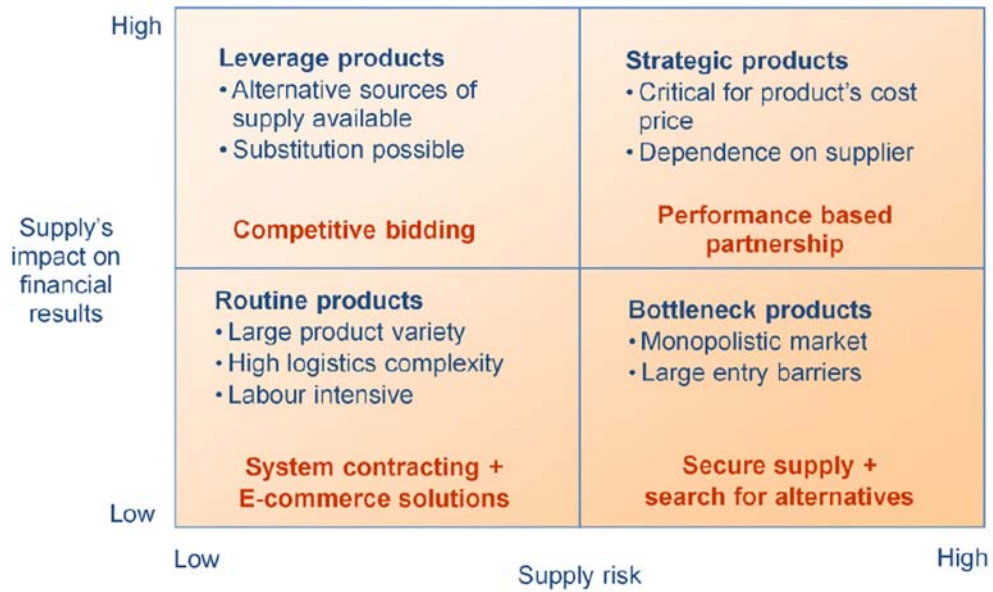 High
Leverage products
• Alternative sources of
supply available
• Substitution possible
Competitive bidding
Strategic products
• Critical for product's cost
price
• Dependence on supplier
Performance based
partnership
Supply's
impact on
financial
results
Routine products
• Large product variety
• High logistics complexity
• Labour intensive
System contracting +
E-commerce solutions
Bottleneck products
• Monopolistic market
• Large entry barriers
Secure supply +
search for alternatives
Low
Low
Supply risk
High